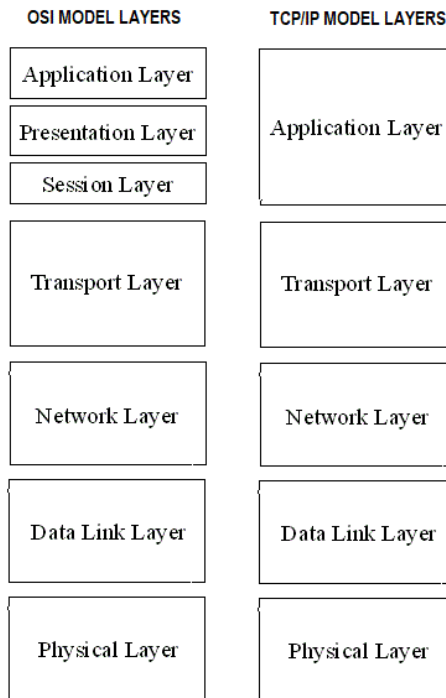 OSI MODEL LAYERS
TCP/IP MODEL LAYERS
Application Layer
Presentation Layer
Session Layer
Transport Layer
Network Layer
Data Link Layer
Physical Layer
Application Layer
Transport Layer
Network Layer
Data Link Layer
Physical Layer